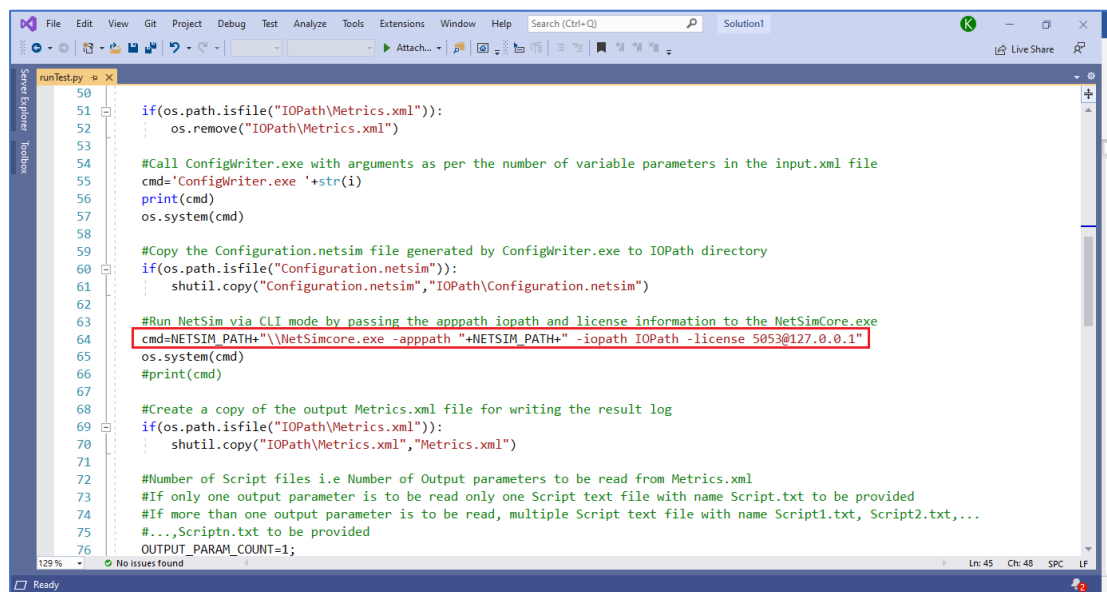 File Edit View Git Project Debug Test Analyze Tools Extensions Window Help Search (Ctrl+Q) Solution1 K
Attach... Live Share
Server Explorer
Toolbox
runTest.py
50
51 if(os.path.isfile("IOPath\Metrics.xml")):
52 os.remove("IOPath\Metrics.xml")
53
54 #Call ConfigWriter.exe with arguments as per the number of variable parameters in the input.xml file
55 cmd='ConfigWriter.exe '+str(i)
56 print(cmd)
57 os.system(cmd)
58
59 #Copy the Configuration.netsim file generated by ConfigWriter.exe to IOPath directory
60 if(os.path.isfile("Configuration.netsim")):
61 shutil.copy("Configuration.netsim","IOPath\Configuration.netsim")
62
63 #Run NetSim via CLI mode by passing the apppath iopath and license information to the NetSimCore.exe
64 cmd=NETSIM_PATH+"\\NetSimcore.exe -apppath "+NETSIM_PATH+" -iopath IOPath -license 5053@127.0.0.1"
65 os.system(cmd)
66 #print(cmd)
67
68 #Create a copy of the output Metrics.xml file for writing the result log
69 if(os.path.isfile("IOPath\Metrics.xml")):
70 shutil.copy("IOPath\Metrics.xml","Metrics.xml")
71
72 #Number of Script files i.e Number of Output parameters to be read from Metrics.xml
73 #If only one output parameter is to be read only one Script text file with name Script.txt to be provided
74 #If more than one output parameter is to be read, multiple Script text file with name Script1.txt, Script2.txt,...
75 #...,Scriptn.txt to be provided
76 OUTPUT_PARAM_COUNT=1;
129 % No issues found Ln: 45 Ch: 48 SPC LF
Ready 2